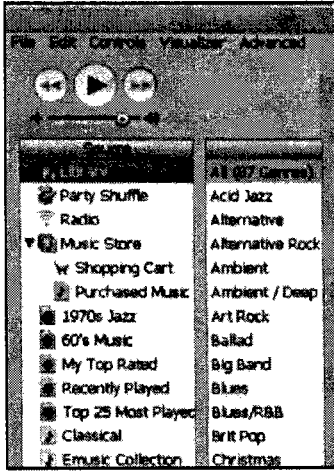 File Edit Controls Visualizer Advanced
Source
Library
Party Shuffle
Radio
Music Store
Shopping Cart
Purchased Music
1970s Jazz
60's Music
My Top Rated
Recently Played
Top 25 Most Played
Classical
Emusic Collection
All (87 Genres)
Acid Jazz
Alternative
Alternative Rock
Ambient
Ambient / Deep
Art Rock
Ballad
Big Band
Blues
Blues/R&B
Brit Pop
Christmas